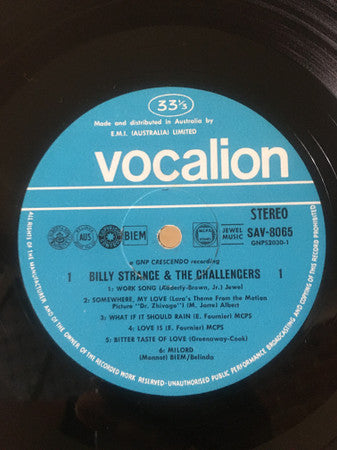 33⅓
Made and distributed in Australia by
E.M.I. (AUSTRALIA) LIMITED
vocalion
AUS
BIEM
MCPS
JEWEL
MUSIC
STEREO
SAV-8065
GNPS2030-1
a GNP CRESCENDO recording
1 BILLY STRANGE & THE CHALLENGERS 1
1: WORK SONG (Adderly-Brown, Jr.) Jewel
2: SOMEWHERE, MY LOVE (Lara's Theme From the Motion
Picture "Dr. Zhivago") (M. Jarre) Albert
3: WHAT IF IT SHOULD RAIN (E. Fournier) MCPS
4: LOVE IS (E. Fournier) MCPS
5: BITTER TASTE OF LOVE (Greenaway-Cook)
6: MILORD
(Monnot) BIEM/Belinda
ALL RIGHTS OF THE MANUFACTURER AND OF THE OWNER OF THE RECORDED WORK RESERVED-UNAUTHORISED PUBLIC PERFORMANCE BROADCASTING AND COPYING OF THIS RECORD PROHIBITED